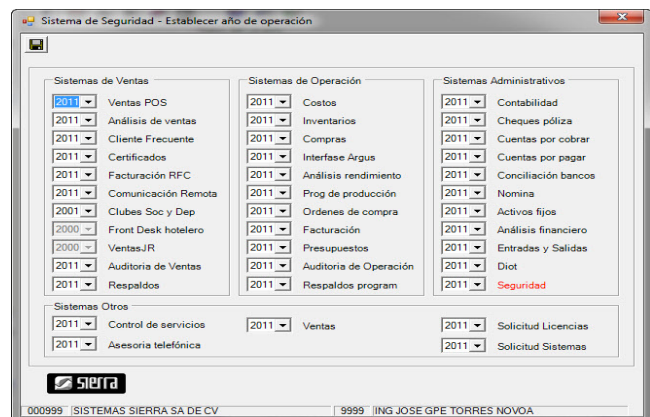 Sistema de Seguridad - Establecer año de operación
Sistemas de Ventas
2011 Ventas POS
2011 Análisis de ventas
2011 Cliente Frecuente
2011 Certificados
2011 Facturación RFC
2011 Comunicación Remota
2001 Clubes Soc y Dep
2000 Front Desk hotelero
2000 VentasJR
2011 Auditoria de Ventas
2011 Respaldos
Sistemas de Operación
2011 Costos
2011 Inventarios
2011 Compras
2011 Interfase Argus
2011 Análisis rendimiento
2011 Prog de producción
2011 Ordenes de compra
2011 Facturación
2011 Presupuestos
2011 Auditoria de Operación
2011 Respaldos program
Sistemas Administrativos
2011 Contabilidad
2011 Cheques póliza
2011 Cuentas por cobrar
2011 Cuentas por pagar
2011 Conciliación bancos
2011 Nomina
2011 Activos fijos
2011 Análisis financiero
2011 Entradas y Salidas
2011 Diot
2011 Seguridad
Sistemas Otros
2011 Control de servicios
2011 Asesoria telefónica
2011 Ventas
2011 Solicitud Licencias
2011 Solicitud Sistemas
sierra
000999 SISTEMAS SIERRA SA DE CV 9999 ING JOSE GPE TORRES NOVOA